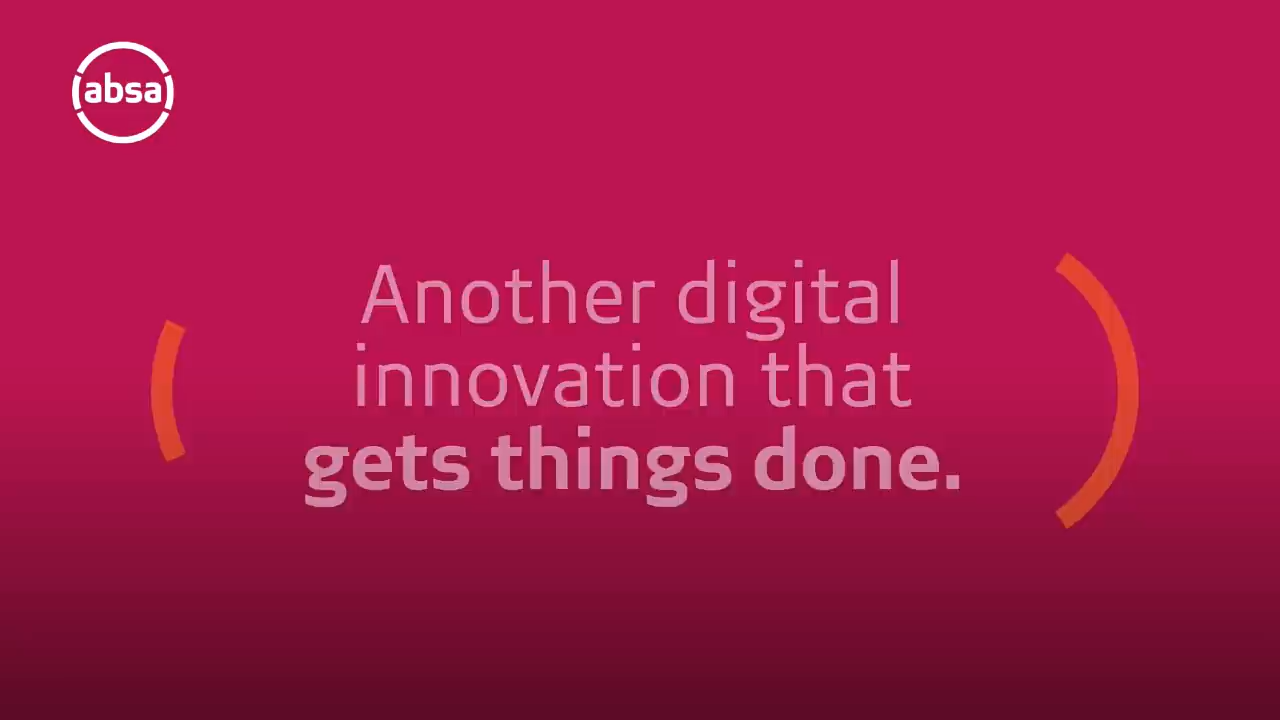 absa
Another digital
innovation that
gets things done.